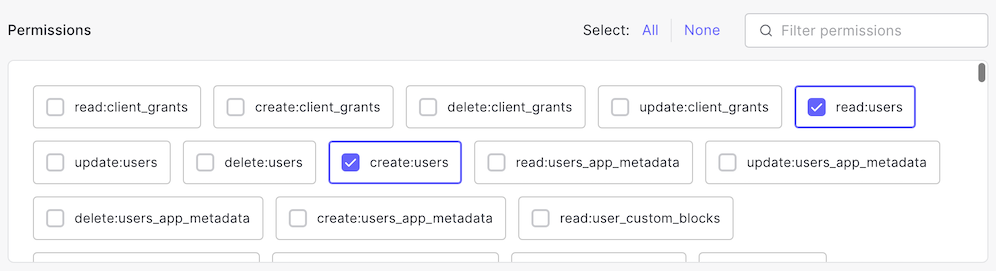 Permissions Select: All None Filter permissions
read:client_grants create:client_grants delete:client_grants update:client_grants read:users
update:users delete:users create:users read:users_app_metadata update:users_app_metadata
delete:users_app_metadata create:users_app_metadata read:user_custom_blocks